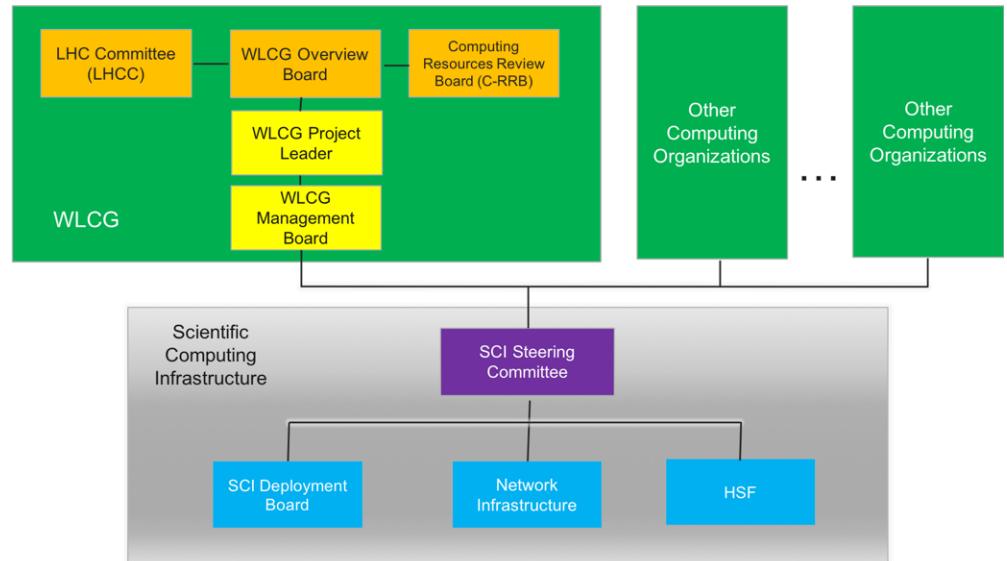 LHC Committee
(LHCC)
WLCG Overview
Board
Computing
Resources Review
Board (C-RRB)
WLCG Project
Leader
WLCG
Management
Board
WLCG
Other
Computing
Organizations
...
Other
Computing
Organizations
Scientific
Computing
Infrastructure
SCI Steering
Committee
SCI Deployment
Board
Network
Infrastructure
HSF